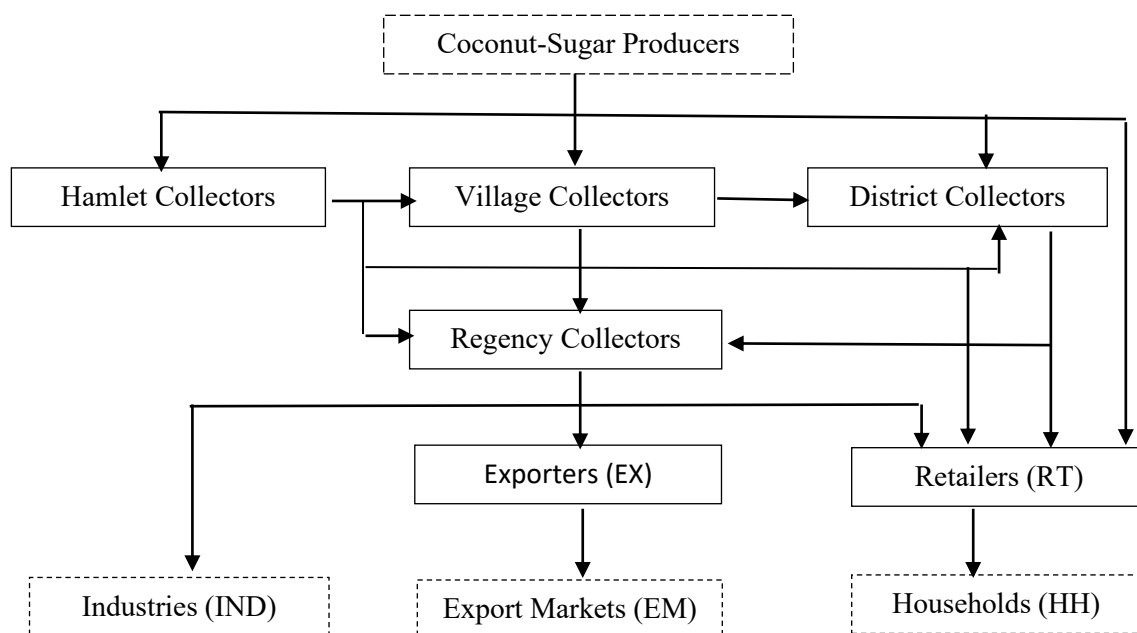 Coconut-Sugar Producers
Hamlet Collectors
Village Collectors
District Collectors
Regency Collectors
Exporters (EX)
Retailers (RT)
Industries (IND)
Export Markets (EM)
Households (HH)